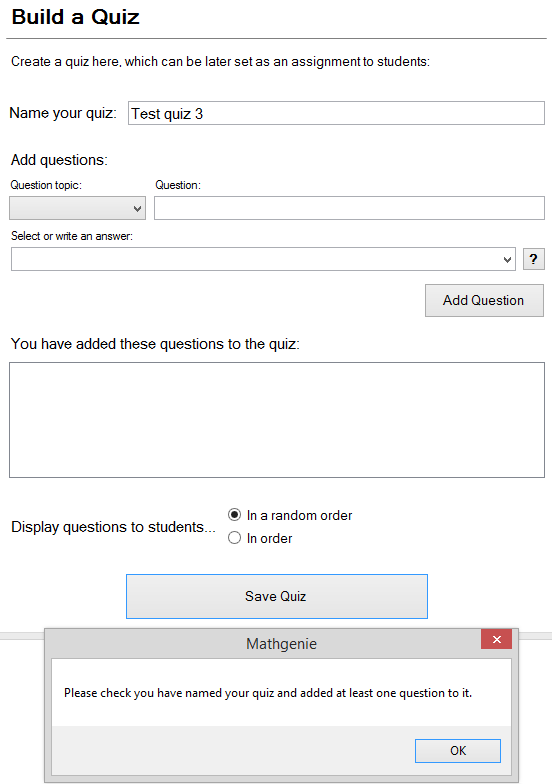 Build a Quiz
Create a quiz here, which can be later set as an assignment to students:
Name your quiz: Test quiz 3
Add questions:
Question topic: Question:
Select or write an answer:
?
Add Question
You have added these questions to the quiz:
In a random order
Display questions to students...
In order
Save Quiz
Mathgenie
Please check you have named your quiz and added at least one question to it.
OK